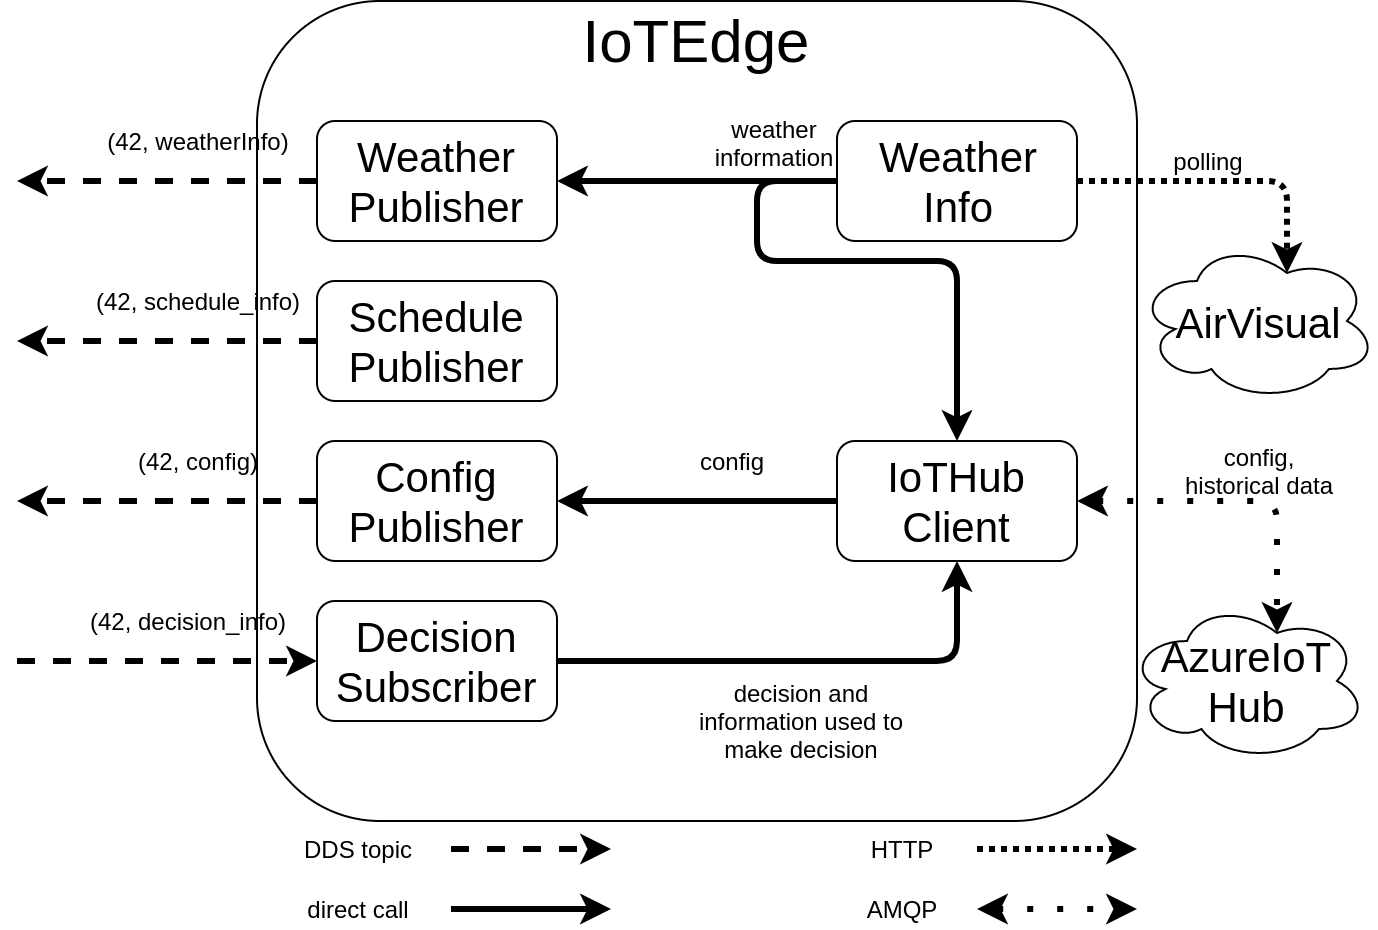 IoTEdge
(42, weatherInfo)
Weather
Publisher
weather
information
Weather
Info
polling
(42, schedule_info)
Schedule
Publisher
AirVisual
(42, config)
Config
Publisher
config
IoTHub
Client
config,
historical data
(42, decision_info)
Decision
Subscriber
decision and
information used to
make decision
AzureIoT
Hub
DDS topic
HTTP
direct call
AMQP